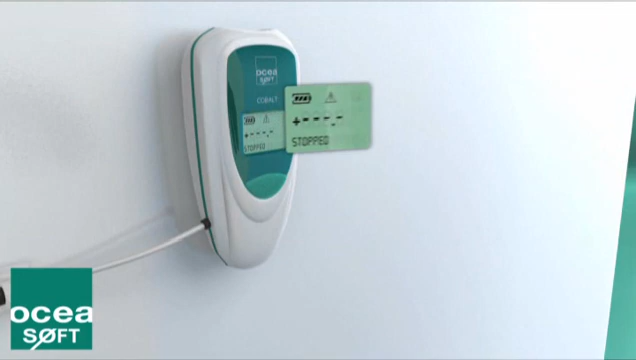 ocea
SØFT
COBALT
+----
STOPPED
+--.--
STOPPED
ocea
SØFT